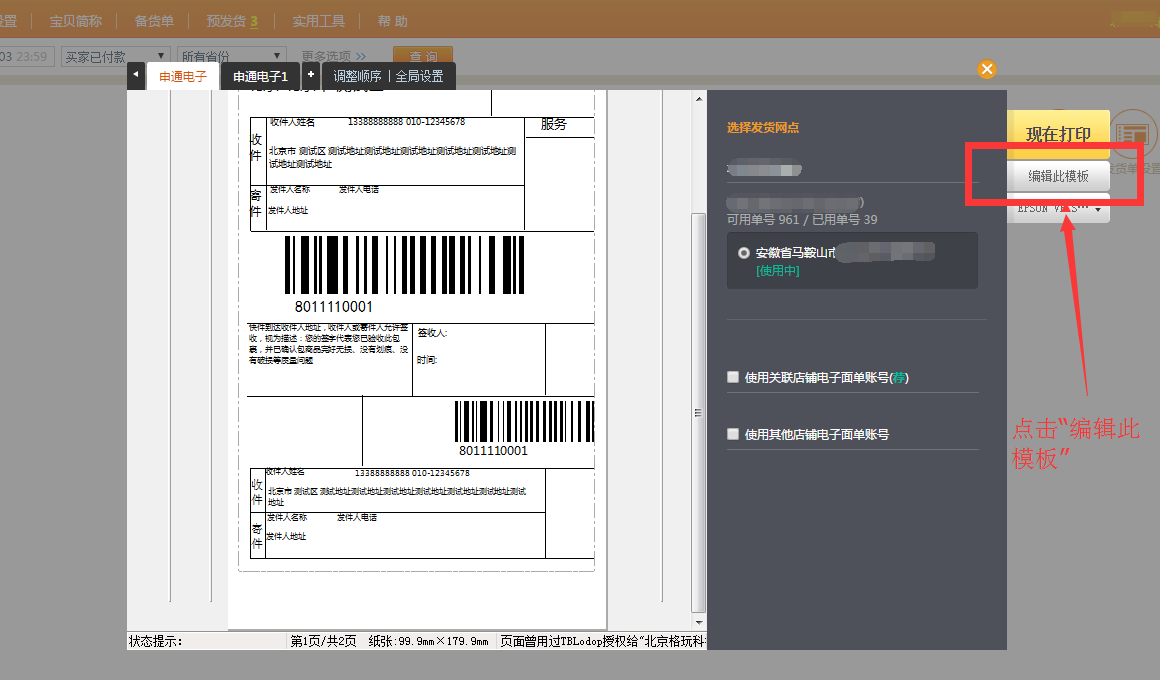 置 宝贝简称 备货单 预发货 3 实用工具 帮 助
03 23:59 买家已付款 所有省份 更多选项 >> 查 询
申通电子 申通电子1 + 调整顺序 全局设置
收件
收件人姓名 13388888888 010-12345678
服务
北京市 测试区 测试地址测试地址测试地址测试地址测试地址测
试地址测试地址
寄件
发件人名称 发件人电话
发件人地址
8011110001
快件到达收件人地址，收件人或寄件人允许签
收，视为描述：您的签字代表您已验收此包
裹，并已确认包商品完好无损、没有划痕、没
有破损等质量问题
签收人:
时间:
8011110001
收件
收件人姓名 13388888888 010-12345678
北京市 测试区 测试地址测试地址测试地址测试地址测试地址测试地址测试
地址
寄件
发件人名称 发件人电话
发件人地址
状态提示: 第1页/共2页 纸张:99.9mm×179.9mm 页面曾用过TBLodop授权给“北京格玩科
选择发货网点
可用单号 961 / 已用单号 39
安徽省马鞍山市
[使用中]
使用关联店铺电子面单账号(荐)
使用其他店铺电子面单账号
现在打印
编辑此模板
发货单设置
点击“编辑此
模板”